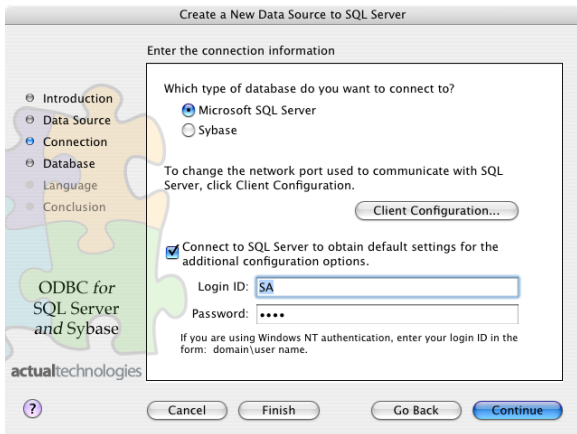 Create a New Data Source to SQL Server
Enter the connection information
Introduction
Data Source
Connection
Database
Language
Conclusion
ODBC for
SQL Server
and Sybase
actualtechnologies
Which type of database do you want to connect to?
Microsoft SQL Server
Sybase
To change the network port used to communicate with SQL
Server, click Client Configuration.
Client Configuration...
Connect to SQL Server to obtain default settings for the
additional configuration options.
Login ID: SA
Password: ••••
If you are using Windows NT authentication, enter your login ID in the
form: domain\user name.
? Cancel Finish Go Back Continue